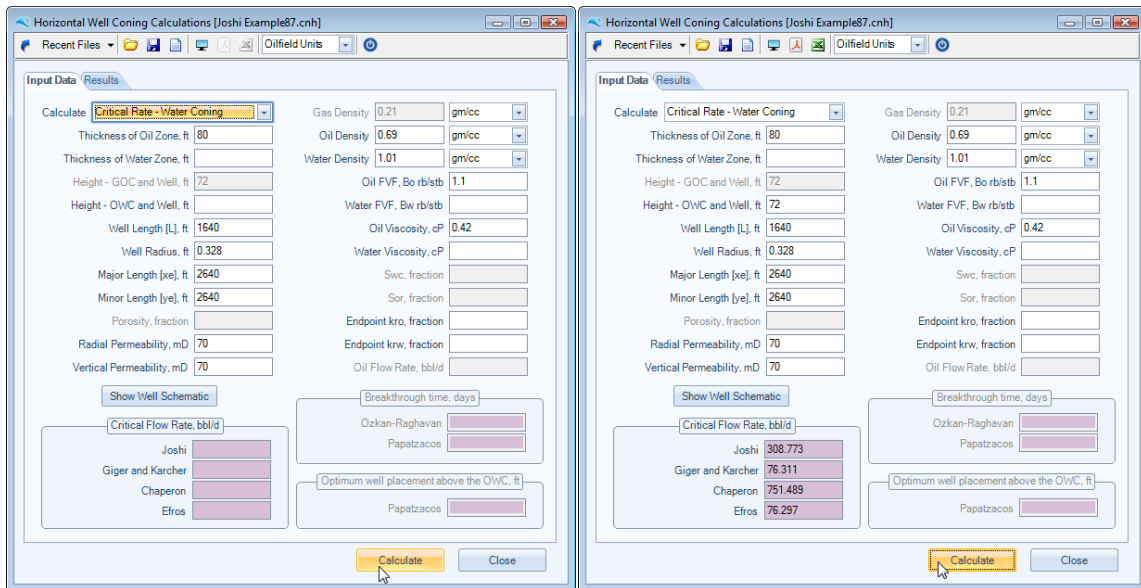 Horizontal Well Coning Calculations [Joshi Example87.cnh]
Recent Files Oilfield Units
Input Data Results
Calculate Critical Rate - Water Coning
Thickness of Oil Zone, ft 80
Thickness of Water Zone, ft
Height - GOC and Well, ft 72
Height - OWC and Well, ft
Well Length [L], ft 1640
Well Radius, ft 0.328
Major Length [xe], ft 2640
Minor Length [ye], ft 2640
Porosity, fraction
Radial Permeability, mD 70
Vertical Permeability, mD 70
Show Well Schematic
Critical Flow Rate, bbl/d
Joshi
Giger and Karcher
Chaperon
Efros
Gas Density 0.21 gm/cc
Oil Density 0.69 gm/cc
Water Density 1.01 gm/cc
Oil FVF, Bo rb/stb 1.1
Water FVF, Bw rb/stb
Oil Viscosity, cP 0.42
Water Viscosity, cP
Swc, fraction
Sor, fraction
Endpoint kro, fraction
Endpoint krw, fraction
Oil Flow Rate, bbl/d
Breakthrough time, days
Ozkan-Raghavan
Papatzacos
Optimum well placement above the OWC, ft
Papatzacos
Calculate Close
Horizontal Well Coning Calculations [Joshi Example87.cnh]
Recent Files Oilfield Units
Input Data Results
Calculate Critical Rate - Water Coning
Thickness of Oil Zone, ft 80
Thickness of Water Zone, ft
Height - GOC and Well, ft 72
Height - OWC and Well, ft 72
Well Length [L], ft 1640
Well Radius, ft 0.328
Major Length [xe], ft 2640
Minor Length [ye], ft 2640
Porosity, fraction
Radial Permeability, mD 70
Vertical Permeability, mD 70
Show Well Schematic
Critical Flow Rate, bbl/d
Joshi 308.773
Giger and Karcher 76.311
Chaperon 751.489
Efros 76.297
Gas Density 0.21 gm/cc
Oil Density 0.69 gm/cc
Water Density 1.01 gm/cc
Oil FVF, Bo rb/stb 1.1
Water FVF, Bw rb/stb
Oil Viscosity, cP 0.42
Water Viscosity, cP
Swc, fraction
Sor, fraction
Endpoint kro, fraction
Endpoint krw, fraction
Oil Flow Rate, bbl/d
Breakthrough time, days
Ozkan-Raghavan
Papatzacos
Optimum well placement above the OWC, ft
Papatzacos
Calculate Close